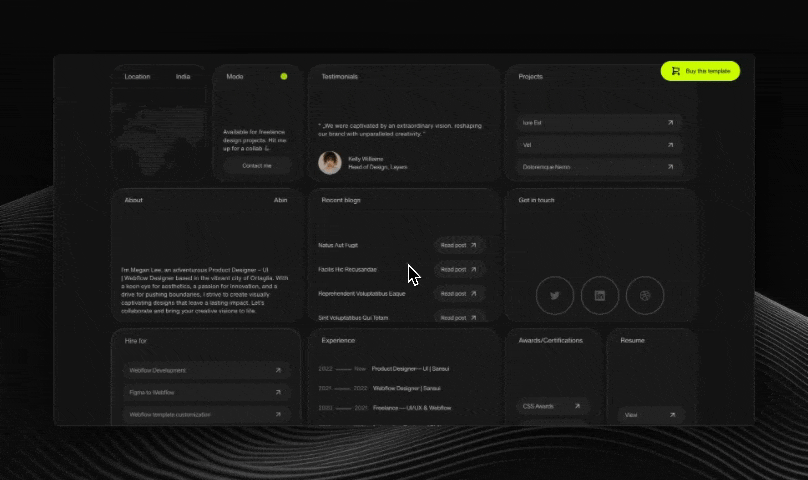 Location India
Mode
Testimonials
Projects
Buy this template
Available for freelance
design projects. Hit me
up for a collab
Contact me
" „We were captivated by an extraordinary vision, reshaping
our brand with unparalleled creativity. "
Kelly Williams
Head of Design, Layers
Iure Est
Vel
Doloremque Nemo
About
Recent blogs
Get in touch
I'm Megan Lee, an adventurous Product Designer – UI
| Webflow Designer based in the vibrant city of Chtaglis. With
a keen eye for aesthetics, a passion for innovation, and a
drive for pushing boundaries, I strive to create visually
captivating designs that leave a lasting impact. Let's
collaborate and bring your creative visions to life.
Natus Aut Fugit Read post
Facilis Hic Recusandae Read post
Reprehenderit Voluptatibus Eaque Read post
Sint Voluptatibus Qui Totam Read post
Hire for
Webflow Development
Figma to Webflow
Webflow template customization
Experience
2022 —— Now Product Designer— UI | Sansui
2021 —— 2022 Webflow Designer | Sansui
2020 —— 2021 Freelance — UI/UX & Webflow
Awards/Certifications
CSS Awards
Resume
View